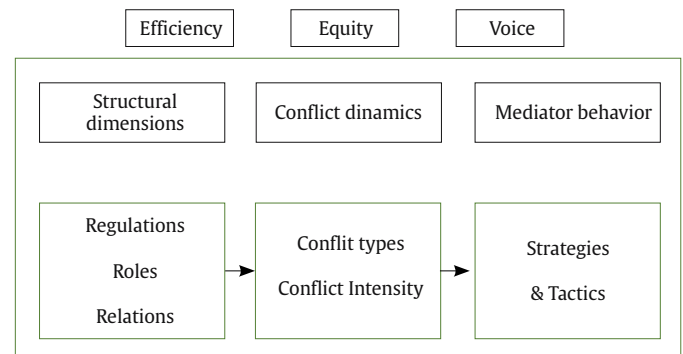 Efficiency
Equity
Voice
Structural
dimensions
Conflict dinamics
Mediator behavior
Regulations
Roles
Relations
Conflit types
Conflict Intensity
Strategies
& Tactics